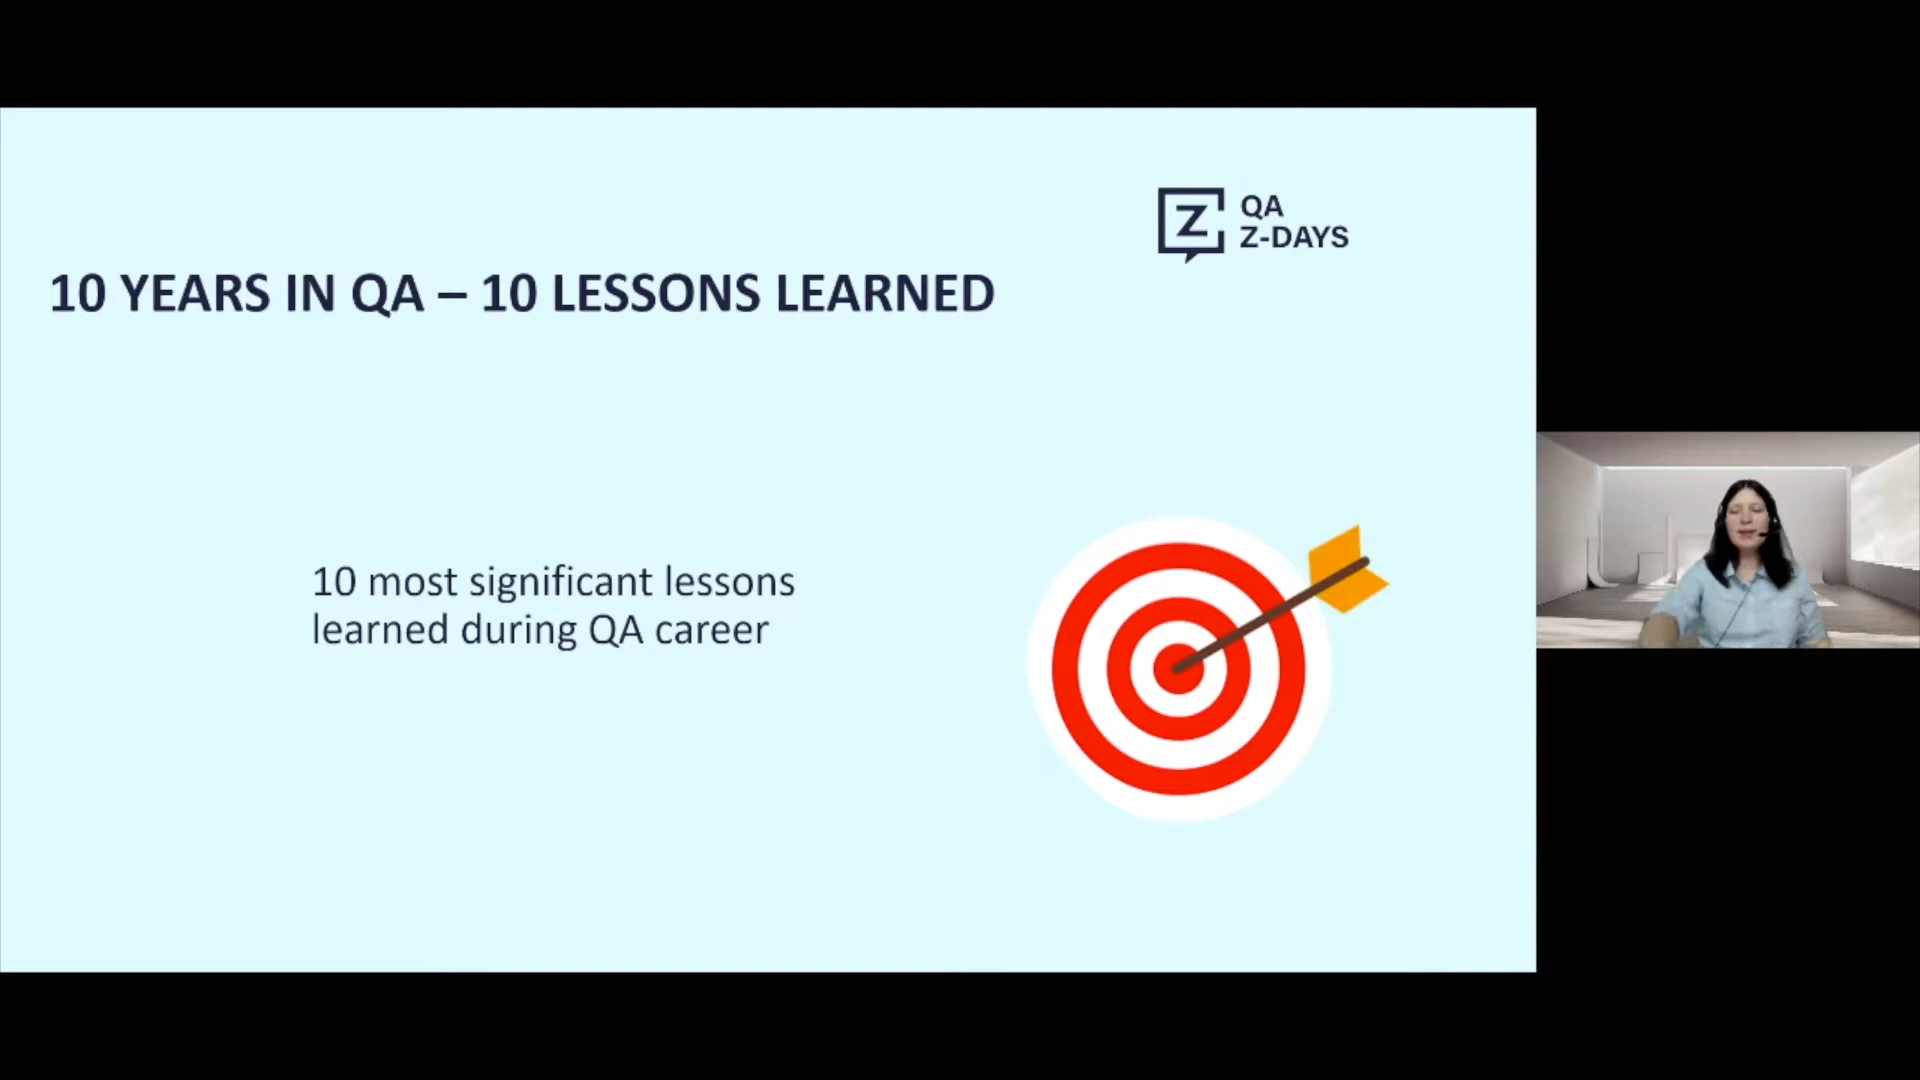 Z
QA
Z-DAYS
10 YEARS IN QA – 10 LESSONS LEARNED
10 most significant lessons
learned during QA career